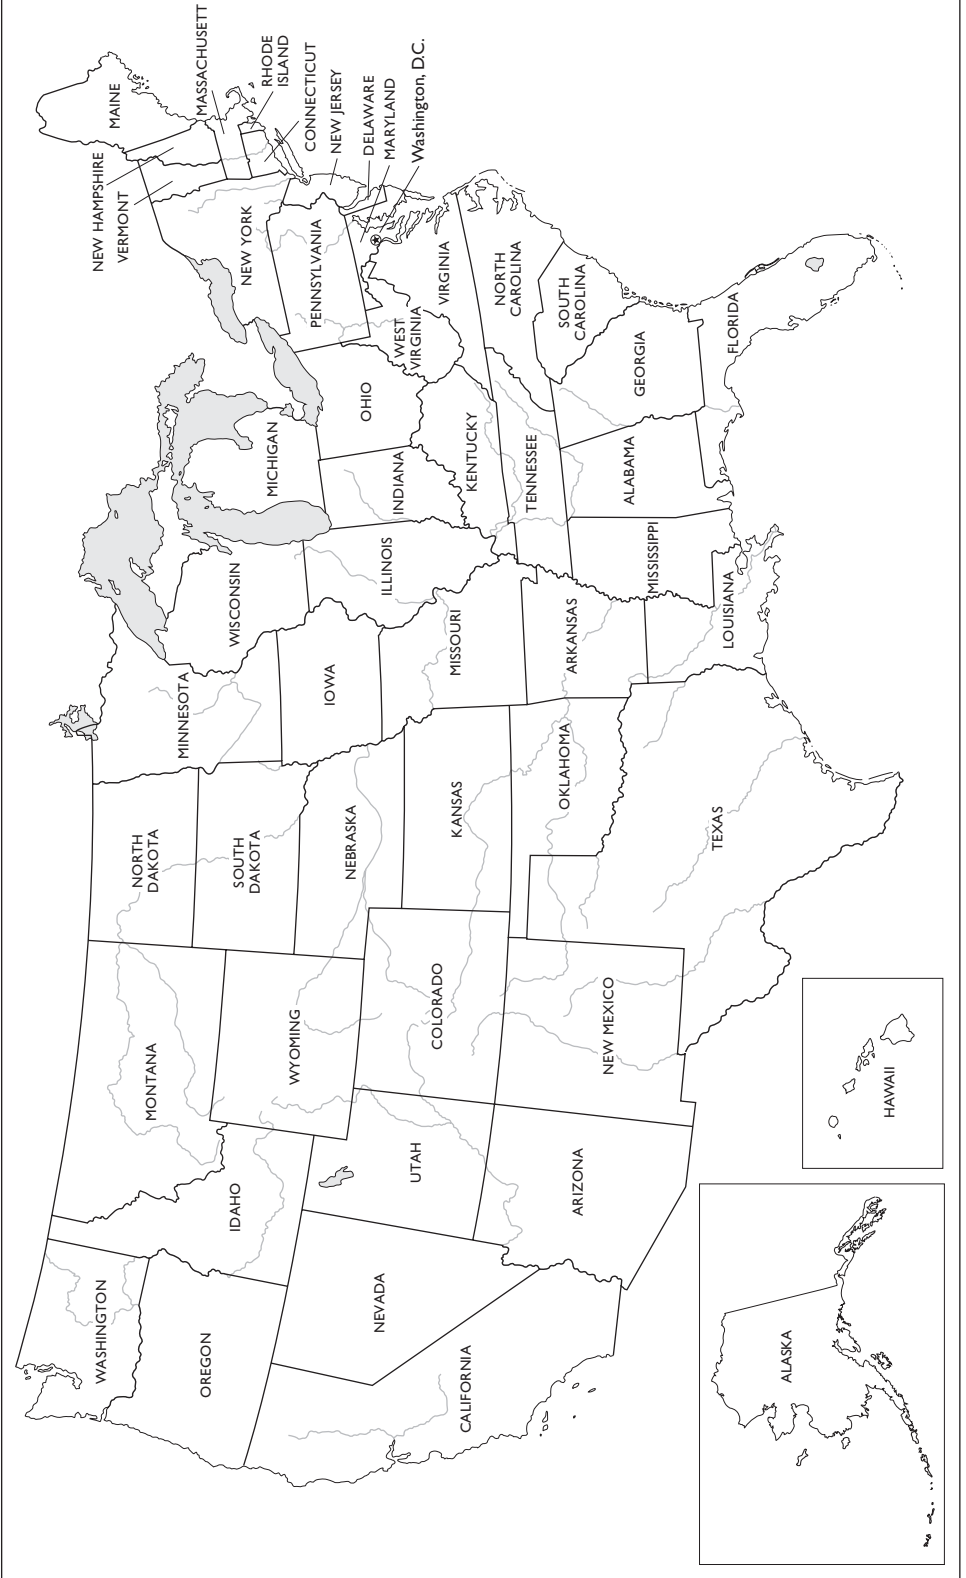 WASHINGTON
OREGON
CALIFORNIA
NEVADA
IDAHO
MONTANA
WYOMING
UTAH
ARIZONA
COLORADO
NEW MEXICO
NORTH
DAKOTA
SOUTH
DAKOTA
NEBRASKA
KANSAS
OKLAHOMA
TEXAS
MINNESOTA
IOWA
MISSOURI
ARKANSAS
LOUISIANA
WISCONSIN
ILLINOIS
MISSISSIPPI
MICHIGAN
INDIANA
KENTUCKY
TENNESSEE
ALABAMA
OHIO
WEST
VIRGINIA
VIRGINIA
NORTH
CAROLINA
SOUTH
CAROLINA
GEORGIA
FLORIDA
PENNSYLVANIA
NEW YORK
VERMONT
NEW HAMPSHIRE
MAINE
MASSACHUSETT
RHODE
ISLAND
CONNECTICUT
NEW JERSEY
DELAWARE
MARYLAND
Washington, D.C.
ALASKA
HAWAII